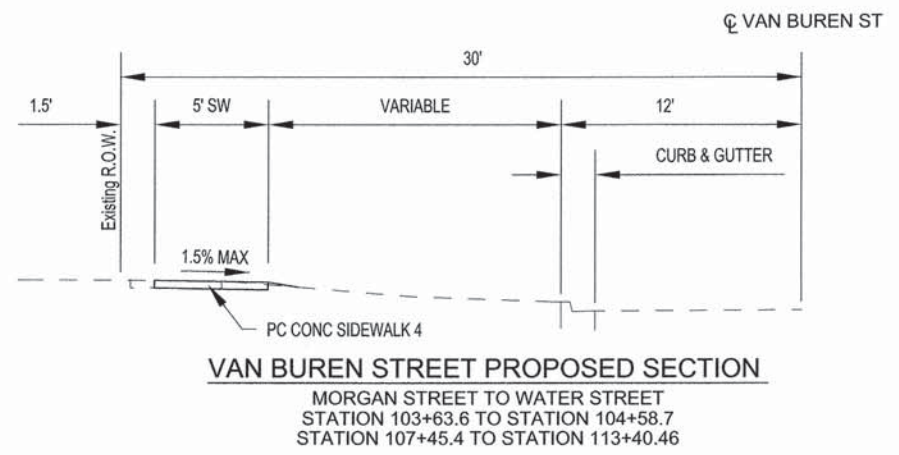 ℄ VAN BUREN ST
30'
1.5'
5' SW
VARIABLE
12'
Existing R.O.W.
CURB & GUTTER
1.5% MAX
PC CONC SIDEWALK 4
VAN BUREN STREET PROPOSED SECTION
MORGAN STREET TO WATER STREET
STATION 103+63.6 TO STATION 104+58.7
STATION 107+45.4 TO STATION 113+40.46